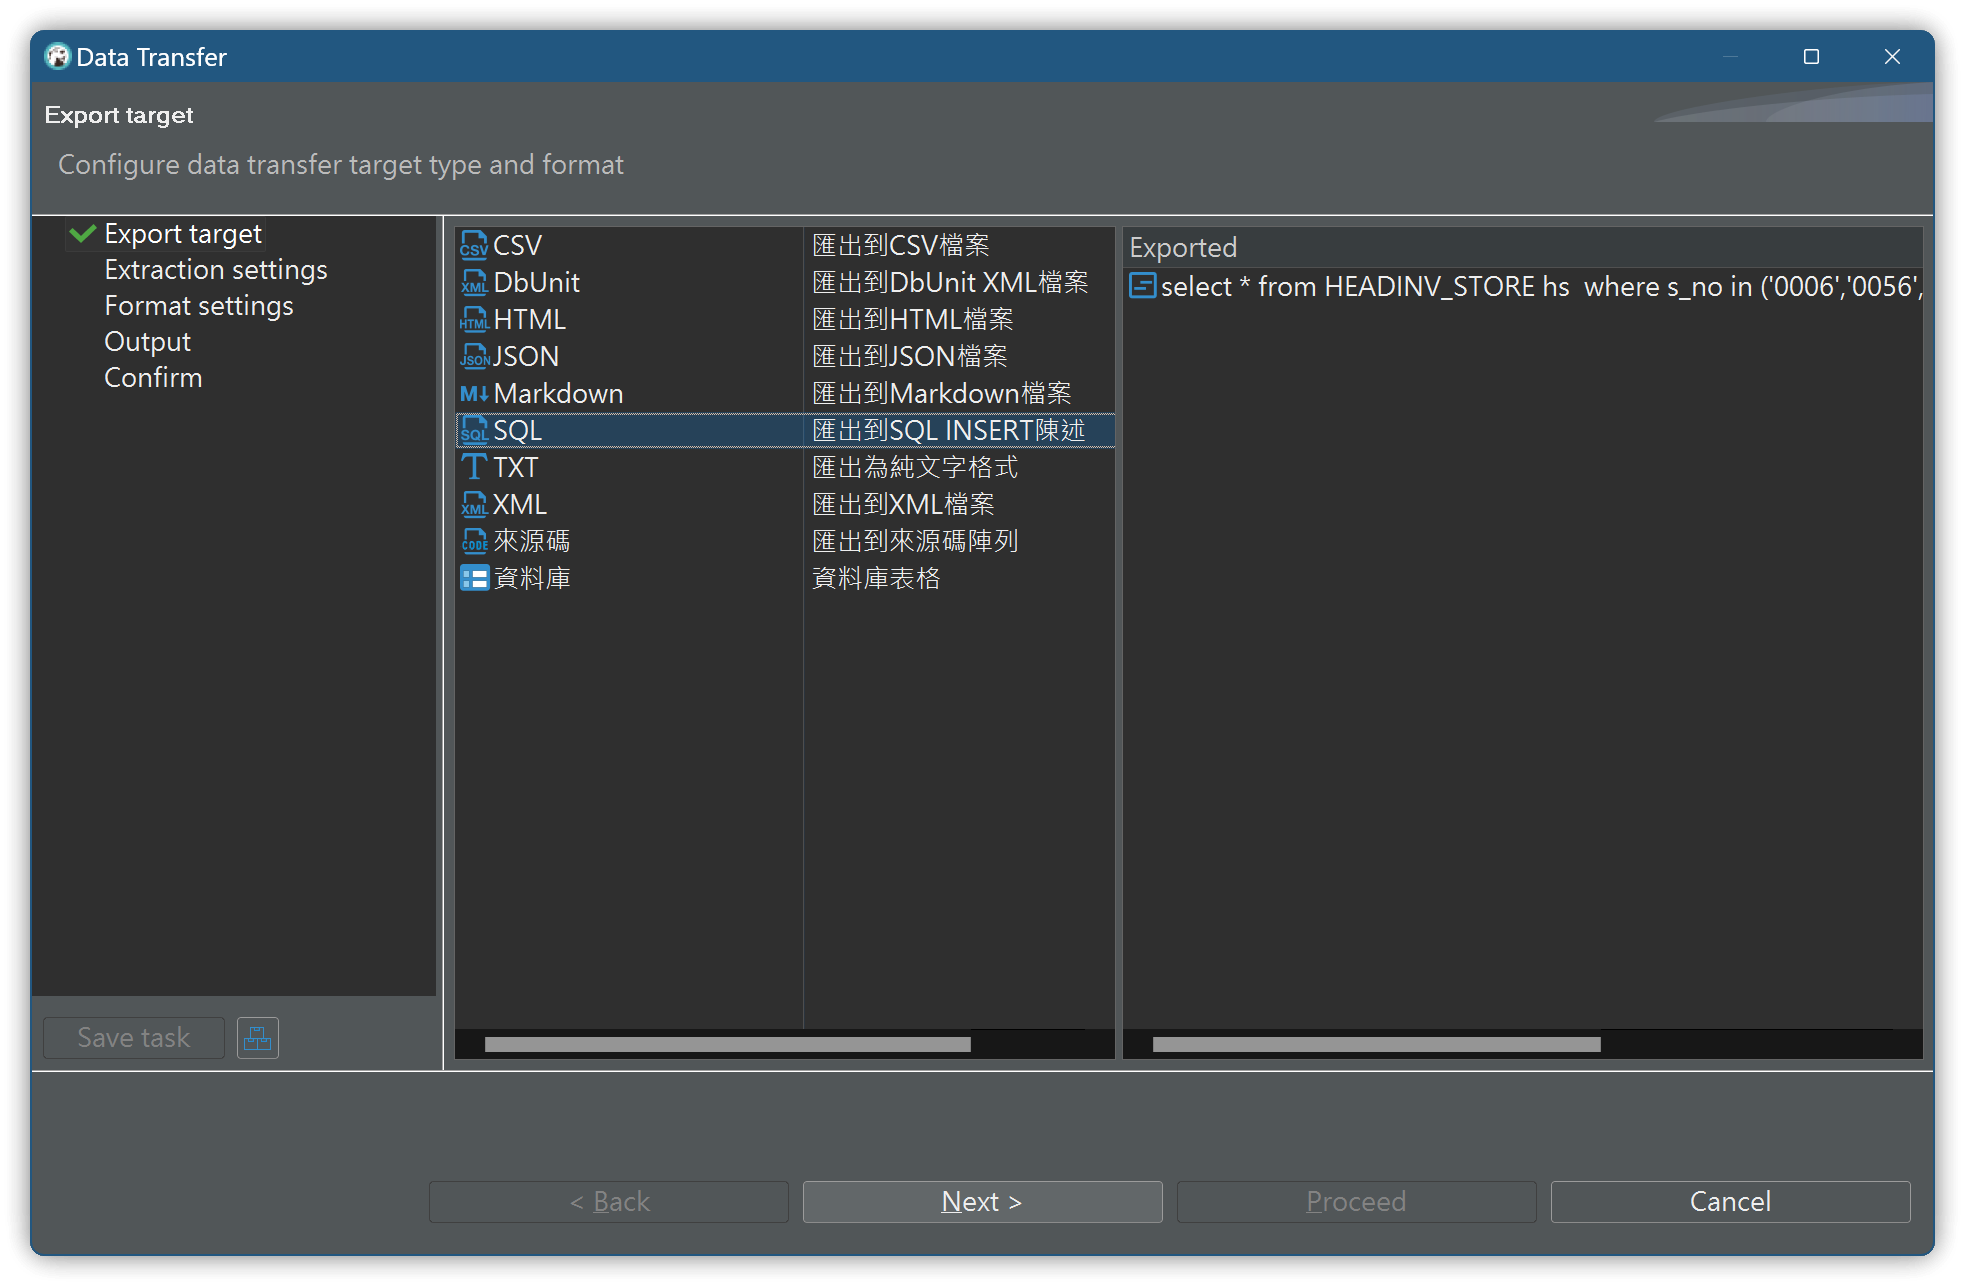 Data Transfer
Export target
Configure data transfer target type and format
Export target
Extraction settings
Format settings
Output
Confirm
Save task
CSV 匯出到CSV檔案
DbUnit 匯出到DbUnit XML檔案
HTML 匯出到HTML檔案
JSON 匯出到JSON檔案
Markdown 匯出到Markdown檔案
SQL 匯出到SQL INSERT陳述
TXT 匯出為純文字格式
XML 匯出到XML檔案
來源碼 匯出到來源碼陣列
資料庫 資料庫表格
Exported
select * from HEADINV_STORE hs where s_no in ('0006','0056',
< Back
Next >
Proceed
Cancel